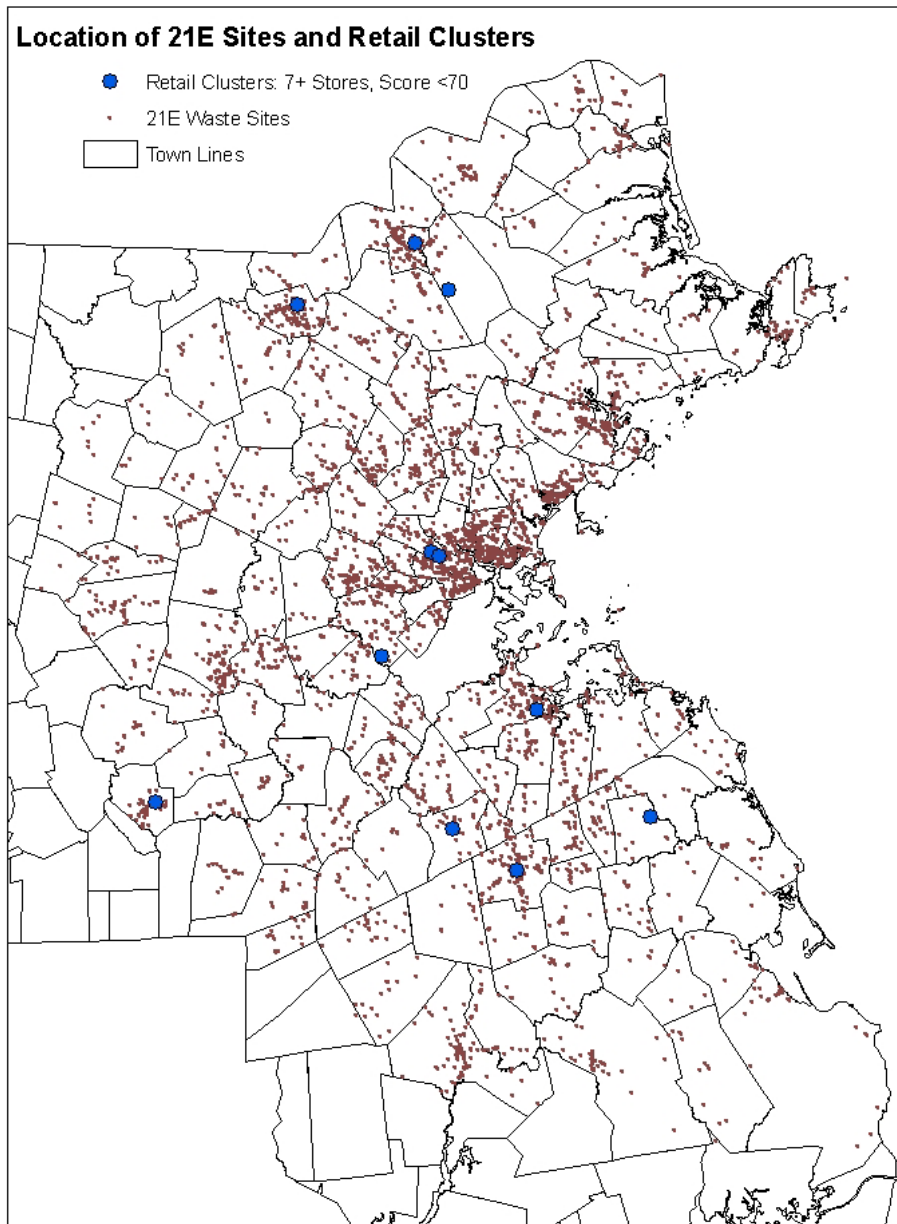 Location of 21E Sites and Retail Clusters
Retail Clusters: 7+ Stores, Score <70
21E Waste Sites
Town Lines